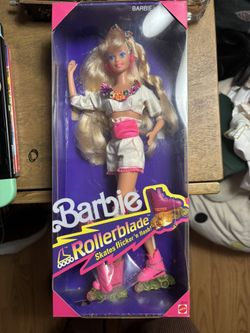 BARBIE
Barbie
Rollerblade
Skates flicker 'n flash!